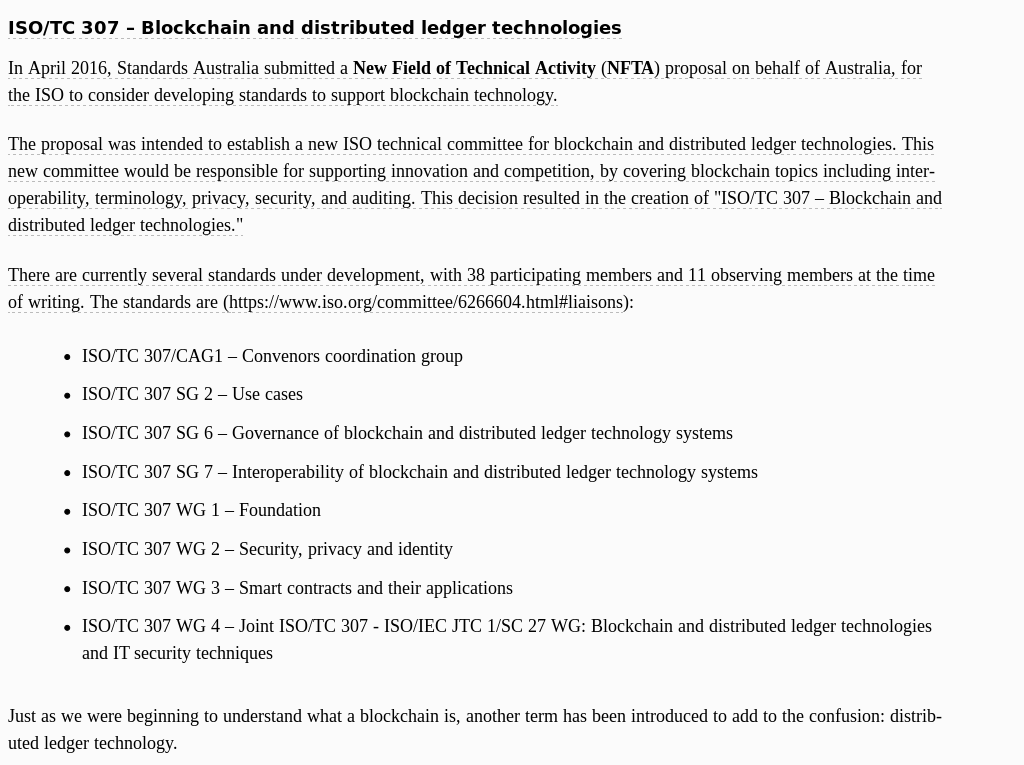 ISO/TC 307 – Blockchain and distributed ledger technologies
In April 2016, Standards Australia submitted a New Field of Technical Activity (NFTA) proposal on behalf of Australia, for
the ISO to consider developing standards to support blockchain technology.
The proposal was intended to establish a new ISO technical committee for blockchain and distributed ledger technologies. This
new committee would be responsible for supporting innovation and competition, by covering blockchain topics including inter-
operability, terminology, privacy, security, and auditing. This decision resulted in the creation of "ISO/TC 307 – Blockchain and
distributed ledger technologies."
There are currently several standards under development, with 38 participating members and 11 observing members at the time
of writing. The standards are (https://www.iso.org/committee/6266604.html#liaisons):
• ISO/TC 307/CAG1 – Convenors coordination group
• ISO/TC 307 SG 2 – Use cases
• ISO/TC 307 SG 6 – Governance of blockchain and distributed ledger technology systems
• ISO/TC 307 SG 7 – Interoperability of blockchain and distributed ledger technology systems
• ISO/TC 307 WG 1 – Foundation
• ISO/TC 307 WG 2 – Security, privacy and identity
• ISO/TC 307 WG 3 – Smart contracts and their applications
• ISO/TC 307 WG 4 – Joint ISO/TC 307 - ISO/IEC JTC 1/SC 27 WG: Blockchain and distributed ledger technologies
and IT security techniques
Just as we were beginning to understand what a blockchain is, another term has been introduced to add to the confusion: distrib-
uted ledger technology.